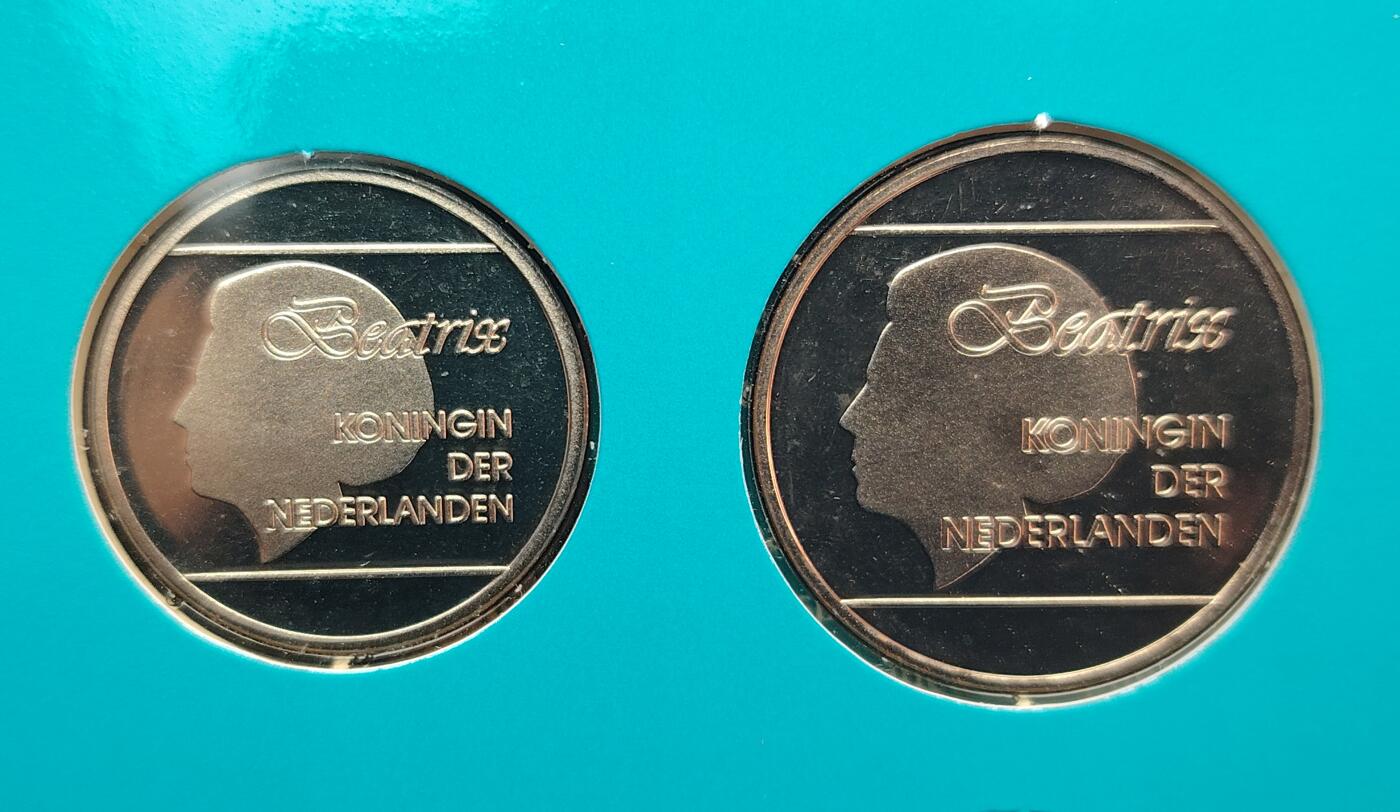 Beatrix
KONINGIN
DER
NEDERLANDEN
Beatrix
KONINGIN
DER
NEDERLANDEN